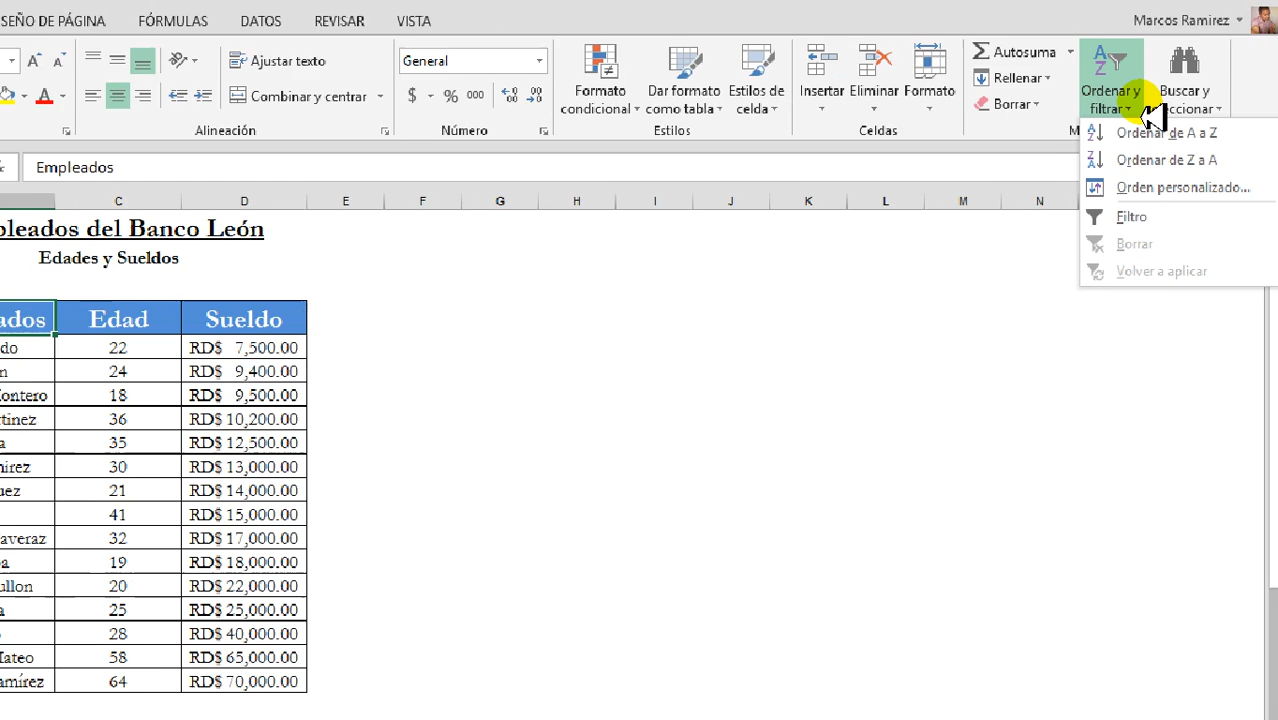 SEÑO DE PÁGINA FÓRMULAS DATOS REVISAR VISTA Marcos Ramirez
Ajustar texto General Autosuma
Combinar y centrar $ % 000 Rellenar
Formato condicional Dar formato como tabla Estilos de celda Insertar Eliminar Formato Borrar Ordenar y filtrar Buscar y eccionar
Alineación Número Estilos Celdas M
Ordenar de A a Z
Ordenar de Z a A
Orden personalizado...
Filtro
Borrar
Volver a aplicar
Empleados
C D E F G H I J K L M N
pleados del Banco León
Edades y Sueldos
ados Edad Sueldo
do 22 RD$ 7,500.00
n 24 RD$ 9,400.00
Montero 18 RD$ 9,500.00
rtinez 36 RD$ 10,200.00
a 35 RD$ 12,500.00
mirez 30 RD$ 13,000.00
uez 21 RD$ 14,000.00
41 RD$ 15,000.00
averaz 32 RD$ 17,000.00
a 19 RD$ 18,000.00
ullon 20 RD$ 22,000.00
a 25 RD$ 25,000.00
28 RD$ 40,000.00
Mateo 58 RD$ 65,000.00
amírez 64 RD$ 70,000.00